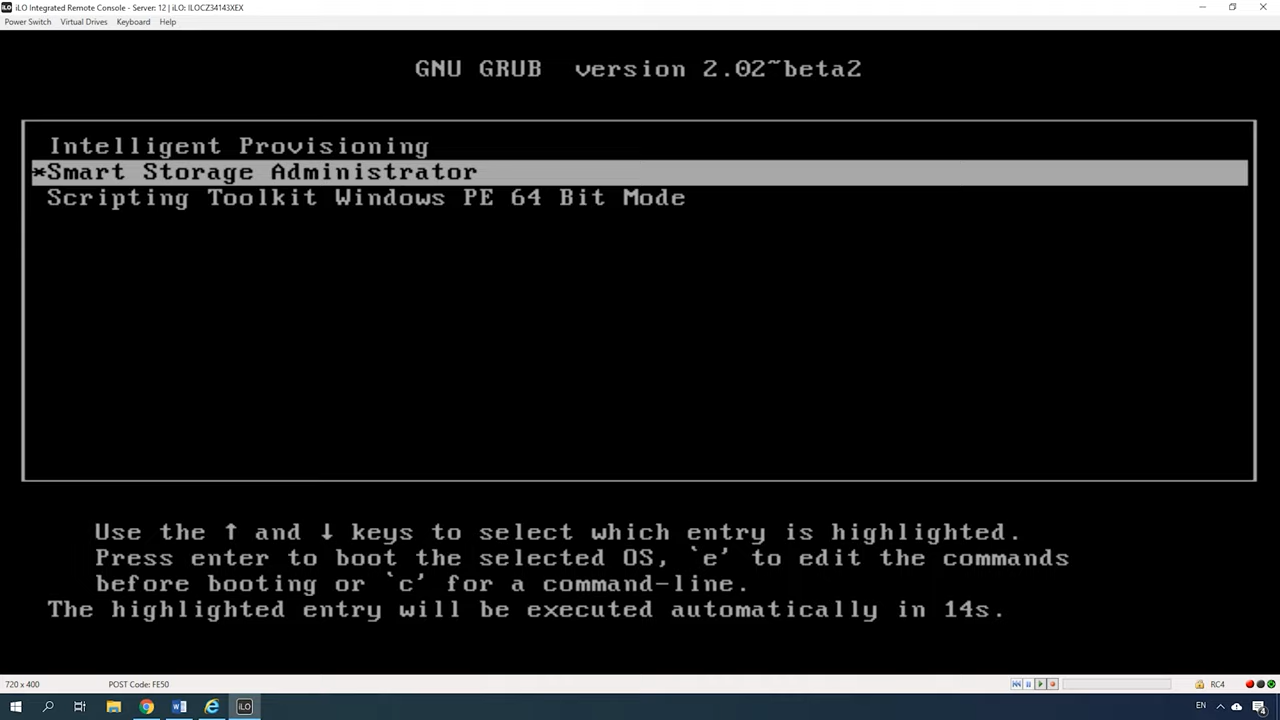 iLO Integrated Remote Console - Server: 12 | iLO: ILOCZ34143XEX
Power Switch Virtual Drives Keyboard Help
GNU GRUB version 2.02~beta2
Intelligent Provisioning
*Smart Storage Administrator
Scripting Toolkit Windows PE 64 Bit Mode
Use the ↑ and ↓ keys to select which entry is highlighted.
Press enter to boot the selected OS, `e' to edit the commands
before booting or `c' for a command-line.
The highlighted entry will be executed automatically in 14s.
720 x 400 POST Code: FE50 RC4
iLO EN 4